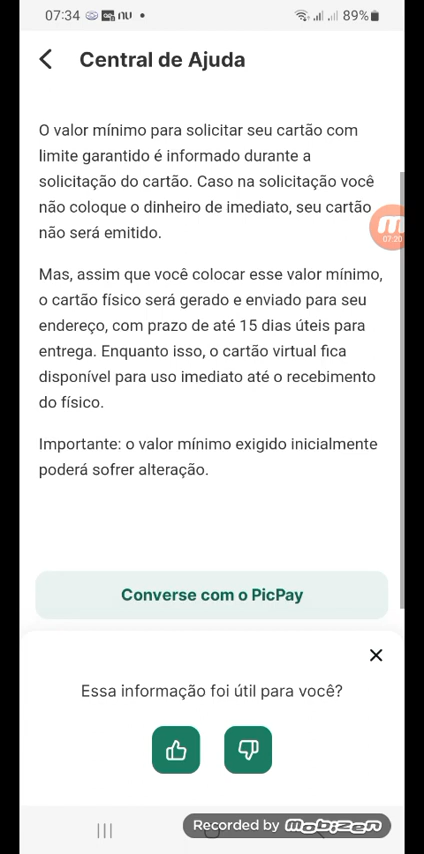 07:34 nu • 89%
Central de Ajuda
O valor mínimo para solicitar seu cartão com
limite garantido é informado durante a
solicitação do cartão. Caso na solicitação você
não coloque o dinheiro de imediato, seu cartão
não será emitido.
07:20
Mas, assim que você colocar esse valor mínimo,
o cartão físico será gerado e enviado para seu
endereço, com prazo de até 15 dias úteis para
entrega. Enquanto isso, o cartão virtual fica
disponível para uso imediato até o recebimento
do físico.
Importante: o valor mínimo exigido inicialmente
poderá sofrer alteração.
Converse com o PicPay
Essa informação foi útil para você?
Recorded by mobizen